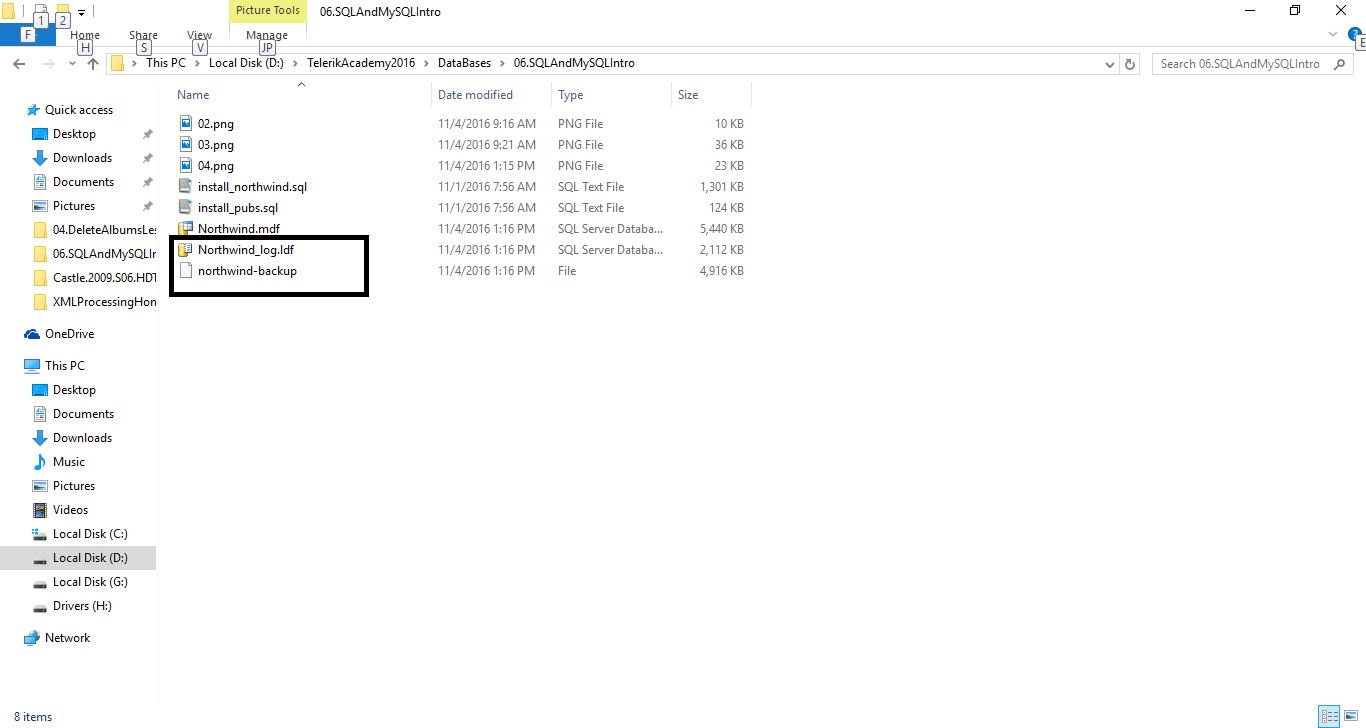 Picture Tools 06.SQLAndMySQLIntro
1 2
F Home Share View Manage
H S V JP E
This PC Local Disk (D:) TelerikAcademy2016 DataBases 06.SQLAndMySQLIntro Search 06.SQLAndMySQLIntro
Name Date modified Type Size
Quick access
Desktop
Downloads
Documents
Pictures
04.DeleteAlbumsLes
06.SQLAndMySQLIr
Castle.2009.S06.HDT
XMLProcessingHon
OneDrive
This PC
Desktop
Documents
Downloads
Music
Pictures
Videos
Local Disk (C:)
Local Disk (D:)
Local Disk (G:)
Drivers (H:)
Network
02.png 11/4/2016 9:16 AM PNG File 10 KB
03.png 11/4/2016 9:21 AM PNG File 36 KB
04.png 11/4/2016 1:15 PM PNG File 23 KB
install_northwind.sql 11/1/2016 7:56 AM SQL Text File 1,301 KB
install_pubs.sql 11/1/2016 7:56 AM SQL Text File 124 KB
Northwind.mdf 11/4/2016 1:16 PM SQL Server Databa... 5,440 KB
Northwind_log.ldf 11/4/2016 1:16 PM SQL Server Databa... 2,112 KB
northwind-backup 11/4/2016 1:16 PM File 4,916 KB
8 items